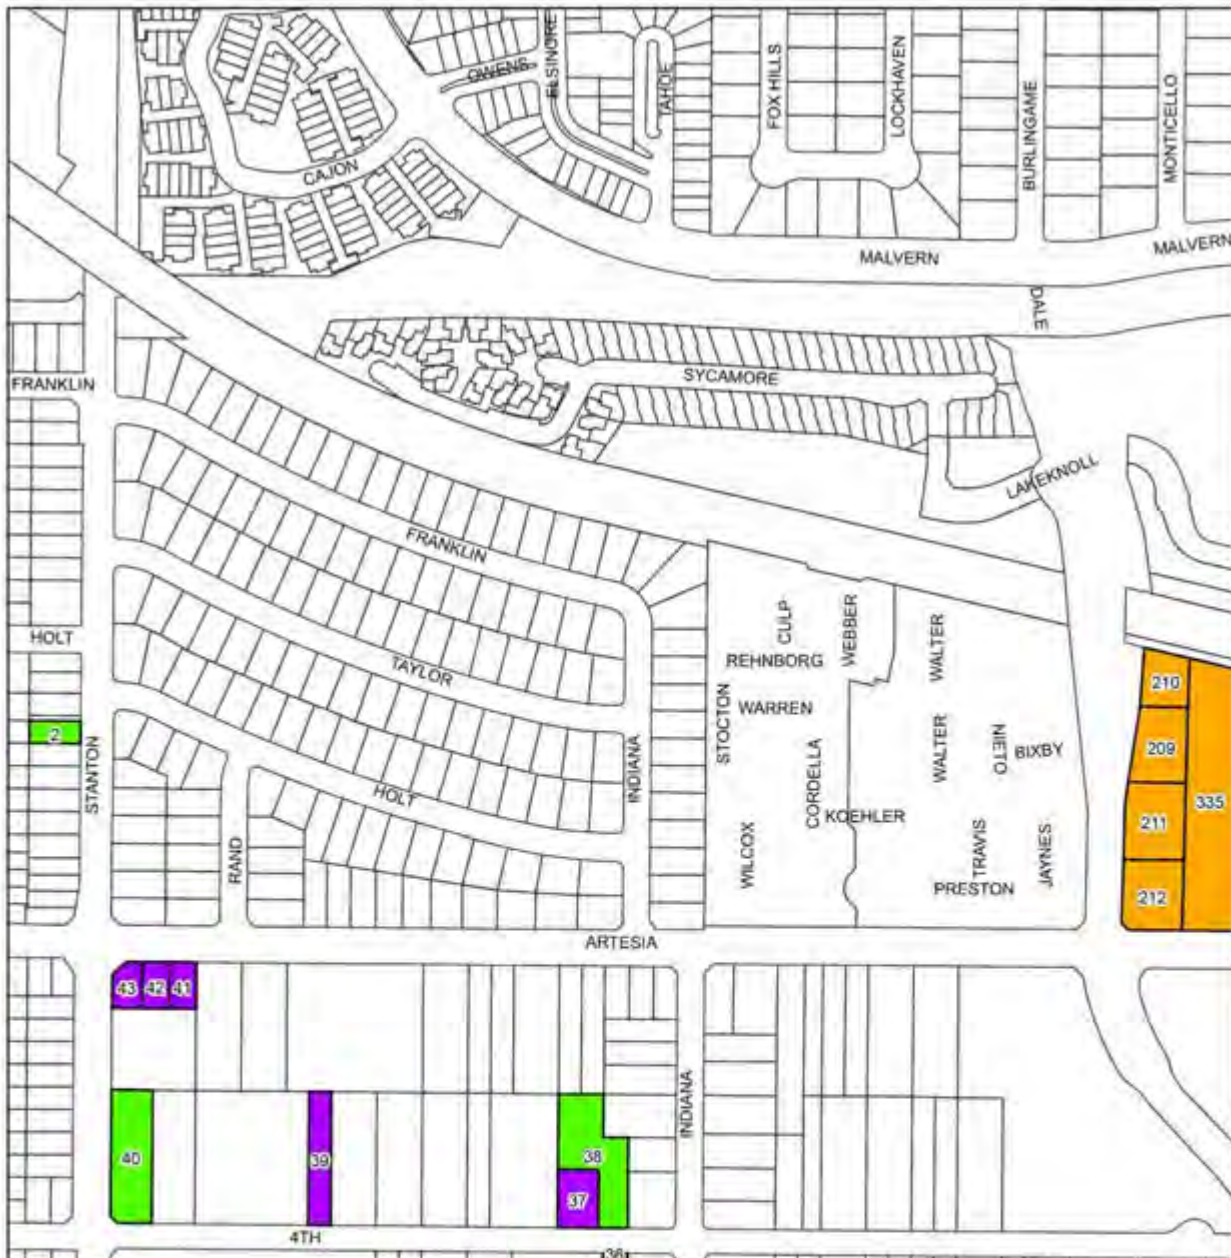 OWENS
ELSINORE
TAHOE
FOX HILLS
LOCKHAVEN
BURLINGAME
MONTICELLO
CAJON
MALVERN
MALVERN
DALE
FRANKLIN
SYCAMORE
LAKEKNOLL
FRANKLIN
HOLT
TAYLOR
CULP
WEBBER
WALTER
REHNBORG
STOCTON
WARREN
210
2
STANTON
INDIANA
CORDELLA
WALTER
NIETO
BIXBY
209
335
HOLT
KOEHLER
211
RAND
WILCOX
TRAVIS
JAYNES
PRESTON
212
ARTESIA
43
42
41
INDIANA
40
39
38
37
4TH
36